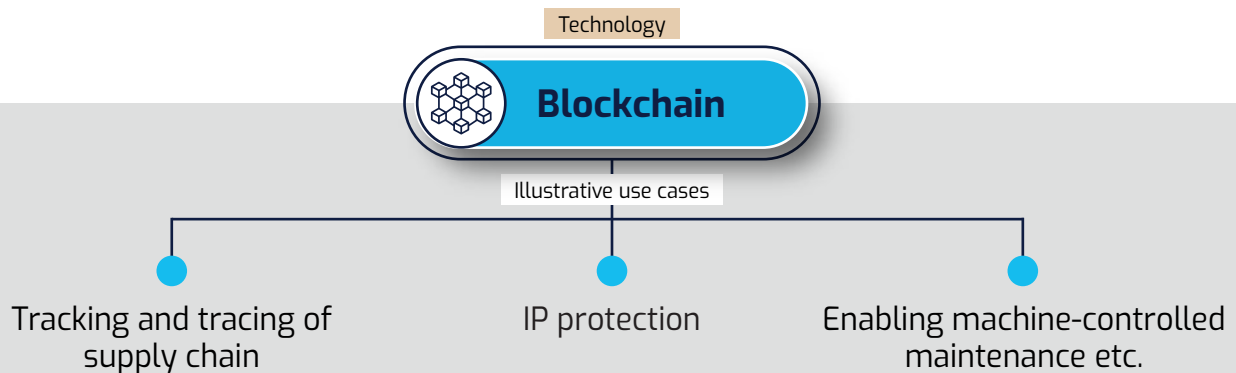 Technology
Blockchain
Illustrative use cases
Tracking and tracing of
supply chain
IP protection
Enabling machine-controlled
maintenance etc.